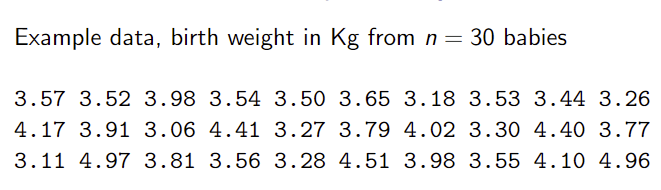 Example data, birth weight in Kg from n = 30 babies
3.57 3.52 3.98 3.54 3.50 3.65 3.18 3.53 3.44 3.26
4.17 3.91 3.06 4.41 3.27 3.79 4.02 3.30 4.40 3.77
3.11 4.97 3.81 3.56 3.28 4.51 3.98 3.55 4.10 4.96